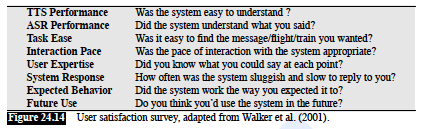 TTS Performance Was the system easy to understand ?
ASR Performance Did the system understand what you said?
Task Ease Was it easy to find the message/flight/train you wanted?
Interaction Pace Was the pace of interaction with the system appropriate?
User Expertise Did you know what you could say at each point?
System Response How often was the system sluggish and slow to reply to you?
Expected Behavior Did the system work the way you expected it to?
Future Use Do you think you'd use the system in the future?
Figure 24.14 User satisfaction survey, adapted from Walker et al. (2001).